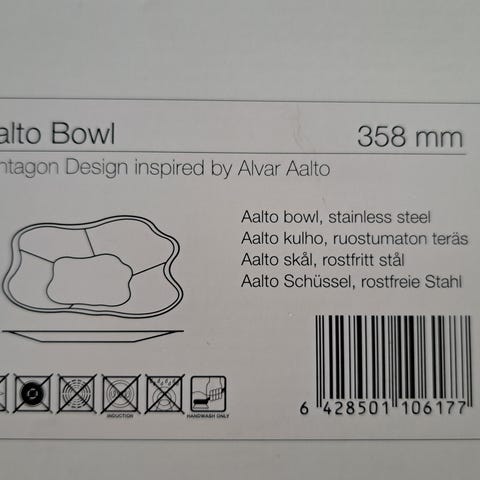 alto Bowl
358 mm
ntagon Design inspired by Alvar Aalto
Aalto bowl, stainless steel
Aalto kulho, ruostumaton teräs
Aalto skål, rostfritt stål
Aalto Schüssel, rostfreie Stahl
INDUCTION
HANDWASH ONLY
6 428501 106177